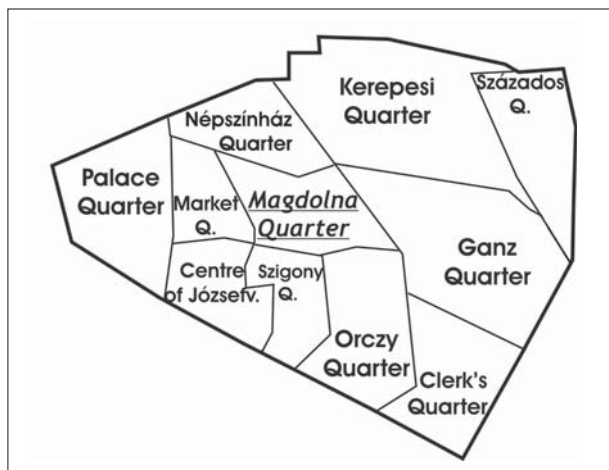 Kerepesi
Quarter
Százados
Q.
Népszínház
Quarter
Palace
Quarter
Market
Q.
Magdolna
Quarter
Ganz
Quarter
Centre
of Józsefv.
Szigony
Q.
Orczy
Quarter
Clerk's
Quarter